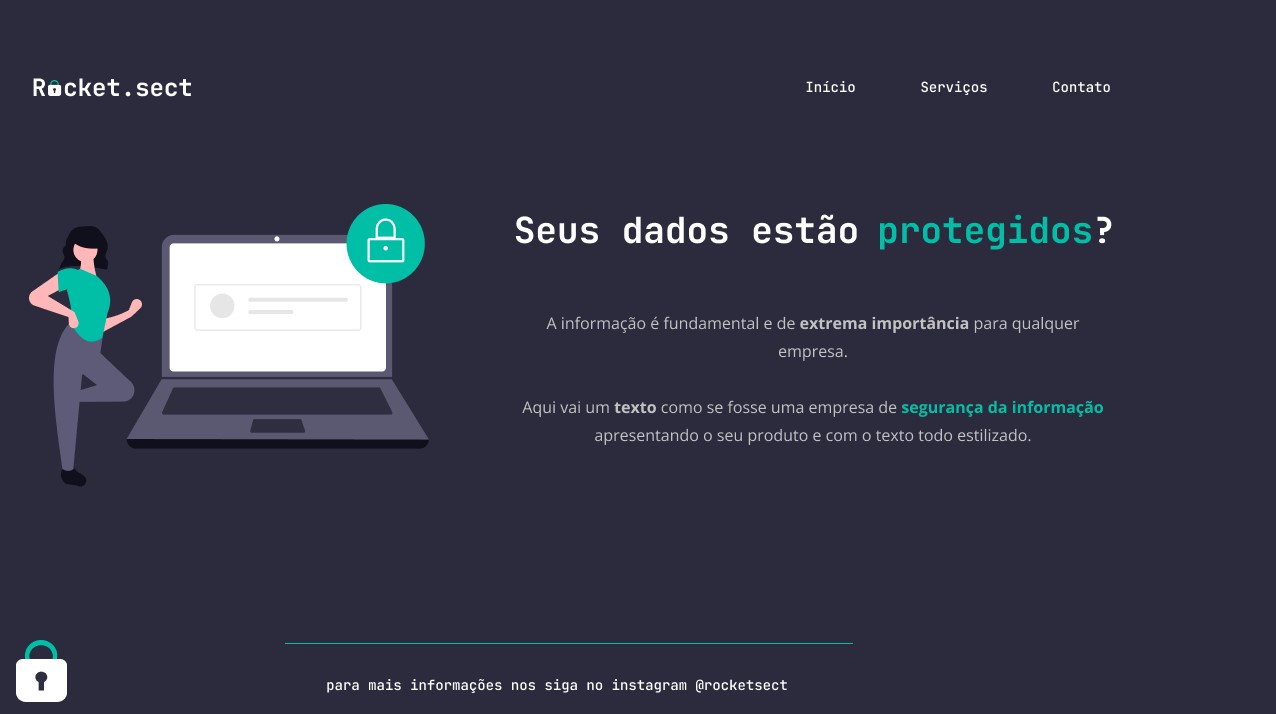 Rocket.sect
Início Serviços Contato
Seus dados estão protegidos?
A informação é fundamental e de extrema importância para qualquer
empresa.
Aqui vai um texto como se fosse uma empresa de segurança da informação
apresentando o seu produto e com o texto todo estilizado.
para mais informações nos siga no instagram @rocketsect